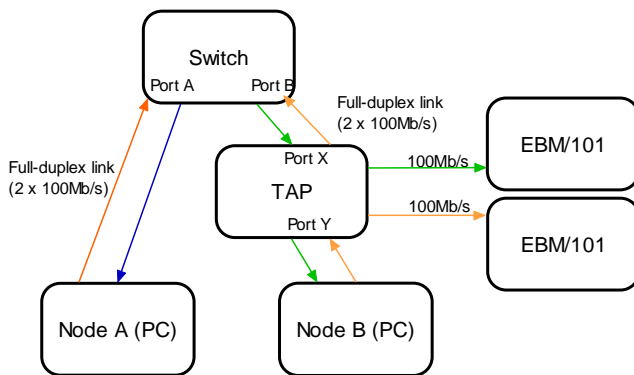 Switch
Port A
Port B
Full-duplex link
(2 x 100Mb/s)
Full-duplex link
(2 x 100Mb/s)
Port X
TAP
Port Y
100Mb/s
100Mb/s
EBM/101
EBM/101
Node A (PC)
Node B (PC)